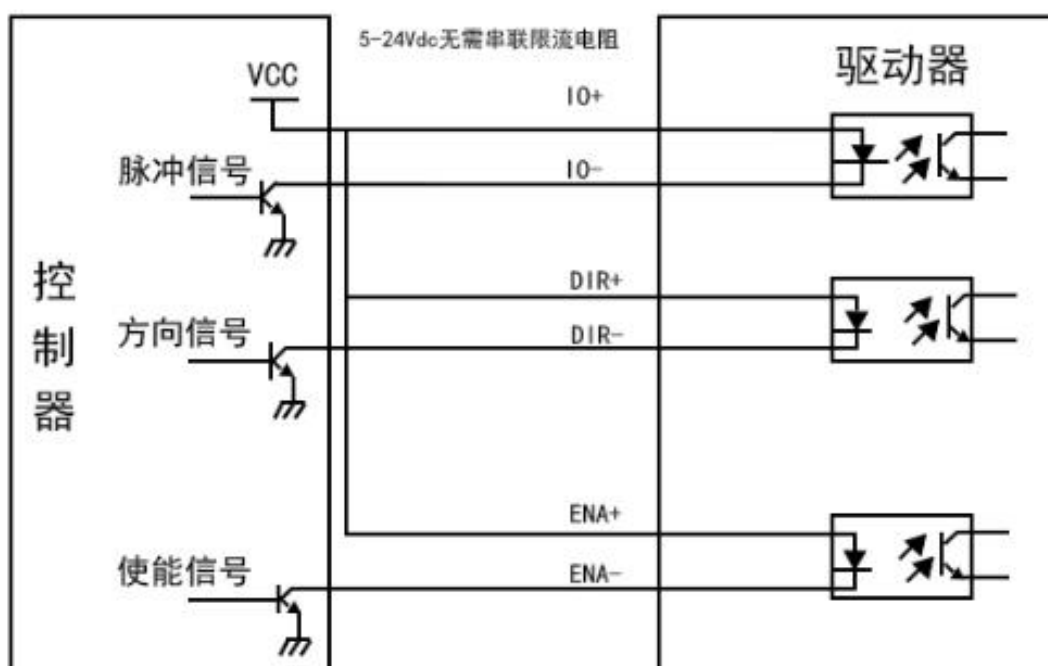 5-24Vdc无需串联限流电阻
驱动器
VCC
IO+
脉冲信号
IO-
控制器
DIR+
方向信号
DIR-
ENA+
使能信号
ENA-